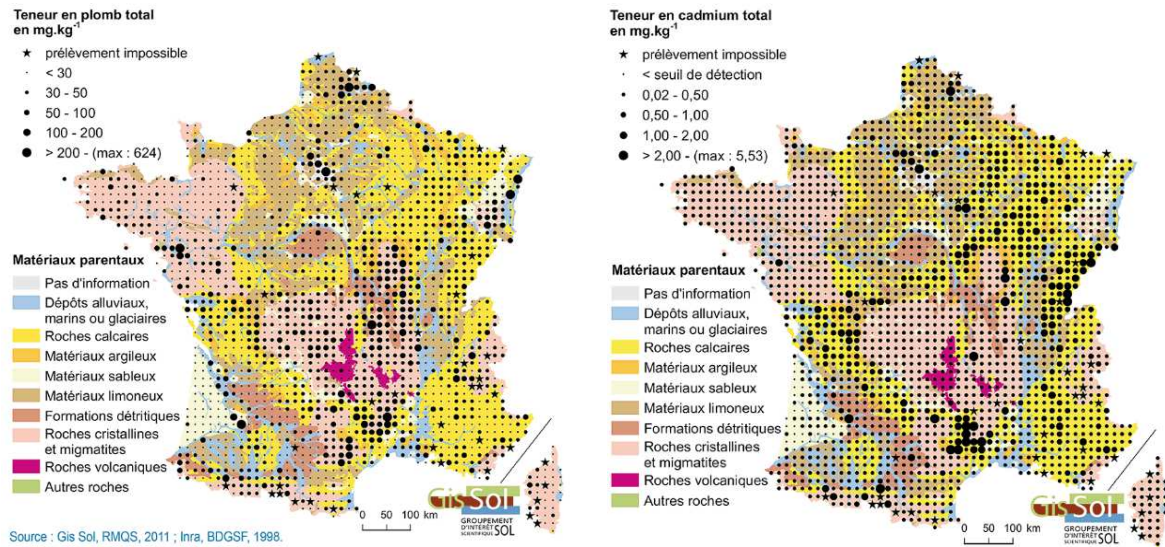 Teneur en plomb total
en mg.kg⁻¹
prélèvement impossible
< 30
30 - 50
50 - 100
100 - 200
> 200 - (max : 624)
Matériaux parentaux
Pas d'information
Dépôts alluviaux,
marins ou glaciaires
Roches calcaires
Matériaux argileux
Matériaux sableux
Matériaux limoneux
Formations détritiques
Roches cristallines
et migmatites
Roches volcaniques
Autres roches
Source : Gis Sol, RMQS, 2011 ; Inra, BDGSF, 1998.
GisSol
GROUPEMENT
D'INTÉRÊT
SCIENTIFIQUE SOL
0 50 100 km
Teneur en cadmium total
en mg.kg⁻¹
prélèvement impossible
< seuil de détection
0,02 - 0,50
0,50 - 1,00
1,00 - 2,00
> 2,00 - (max : 5,53)
Matériaux parentaux
Pas d'information
Dépôts alluviaux,
marins ou glaciaires
Roches calcaires
Matériaux argileux
Matériaux sableux
Matériaux limoneux
Formations détritiques
Roches cristallines
et migmatites
Roches volcaniques
Autres roches
GisSol
GROUPEMENT
D'INTÉRÊT
SCIENTIFIQUE SOL
0 50 100 km